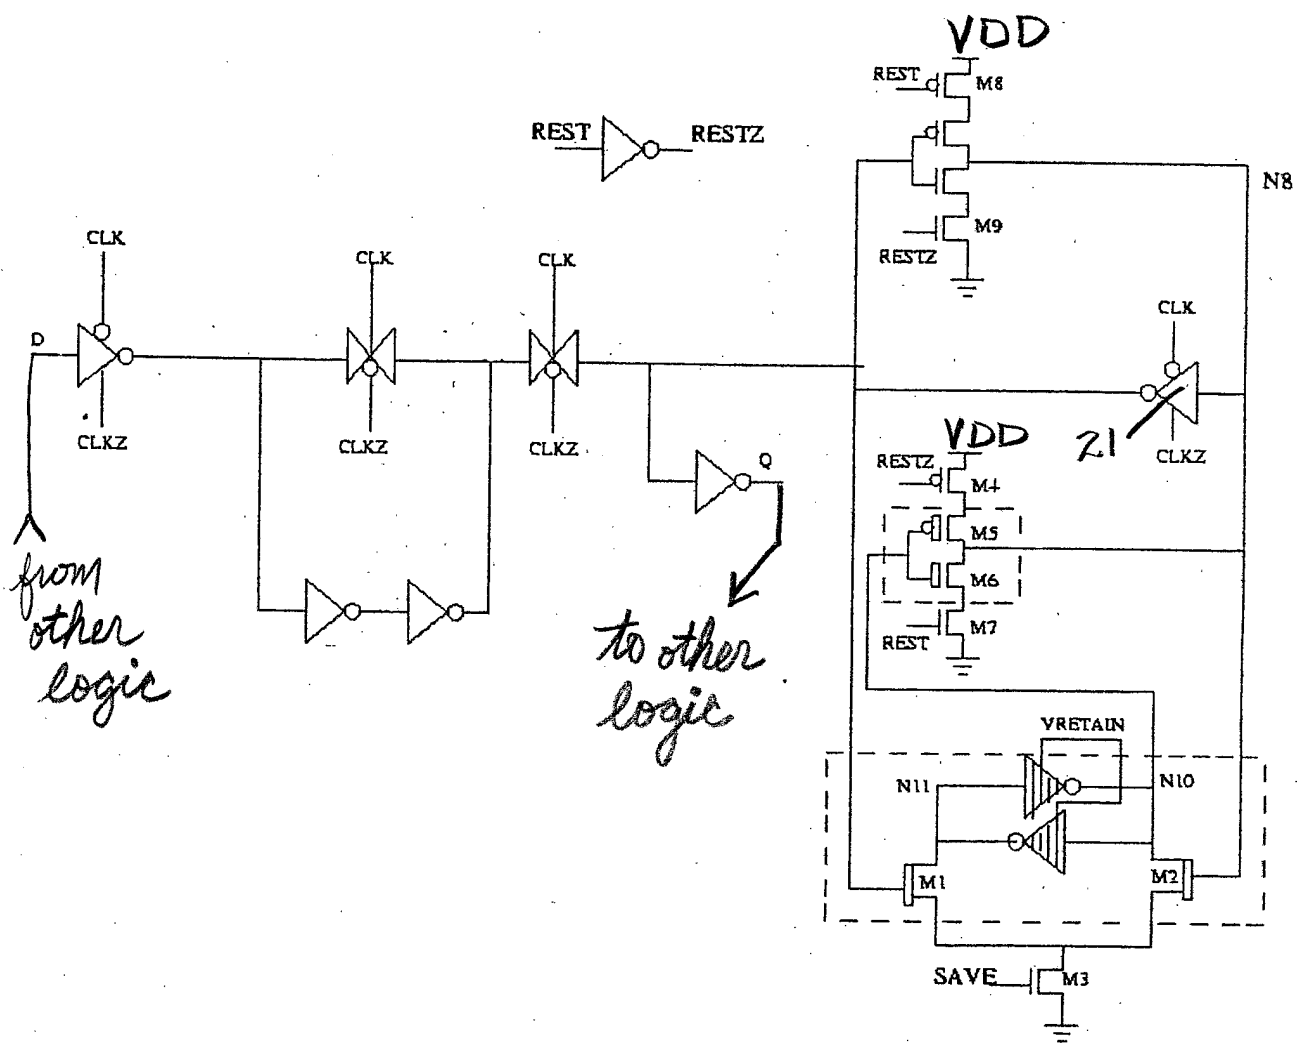 VDD
REST
M8
REST
RESTZ
N8
M9
RESTZ
CLK
CLK
CLK
CLK
D
CLKZ
CLKZ
CLKZ
21
CLKZ
VDD
RESTZ
M4
Q
M5
M6
REST
M7
from
other
logic
to other
logic
VRETAIN
N11
N10
M1
M2
SAVE
M3